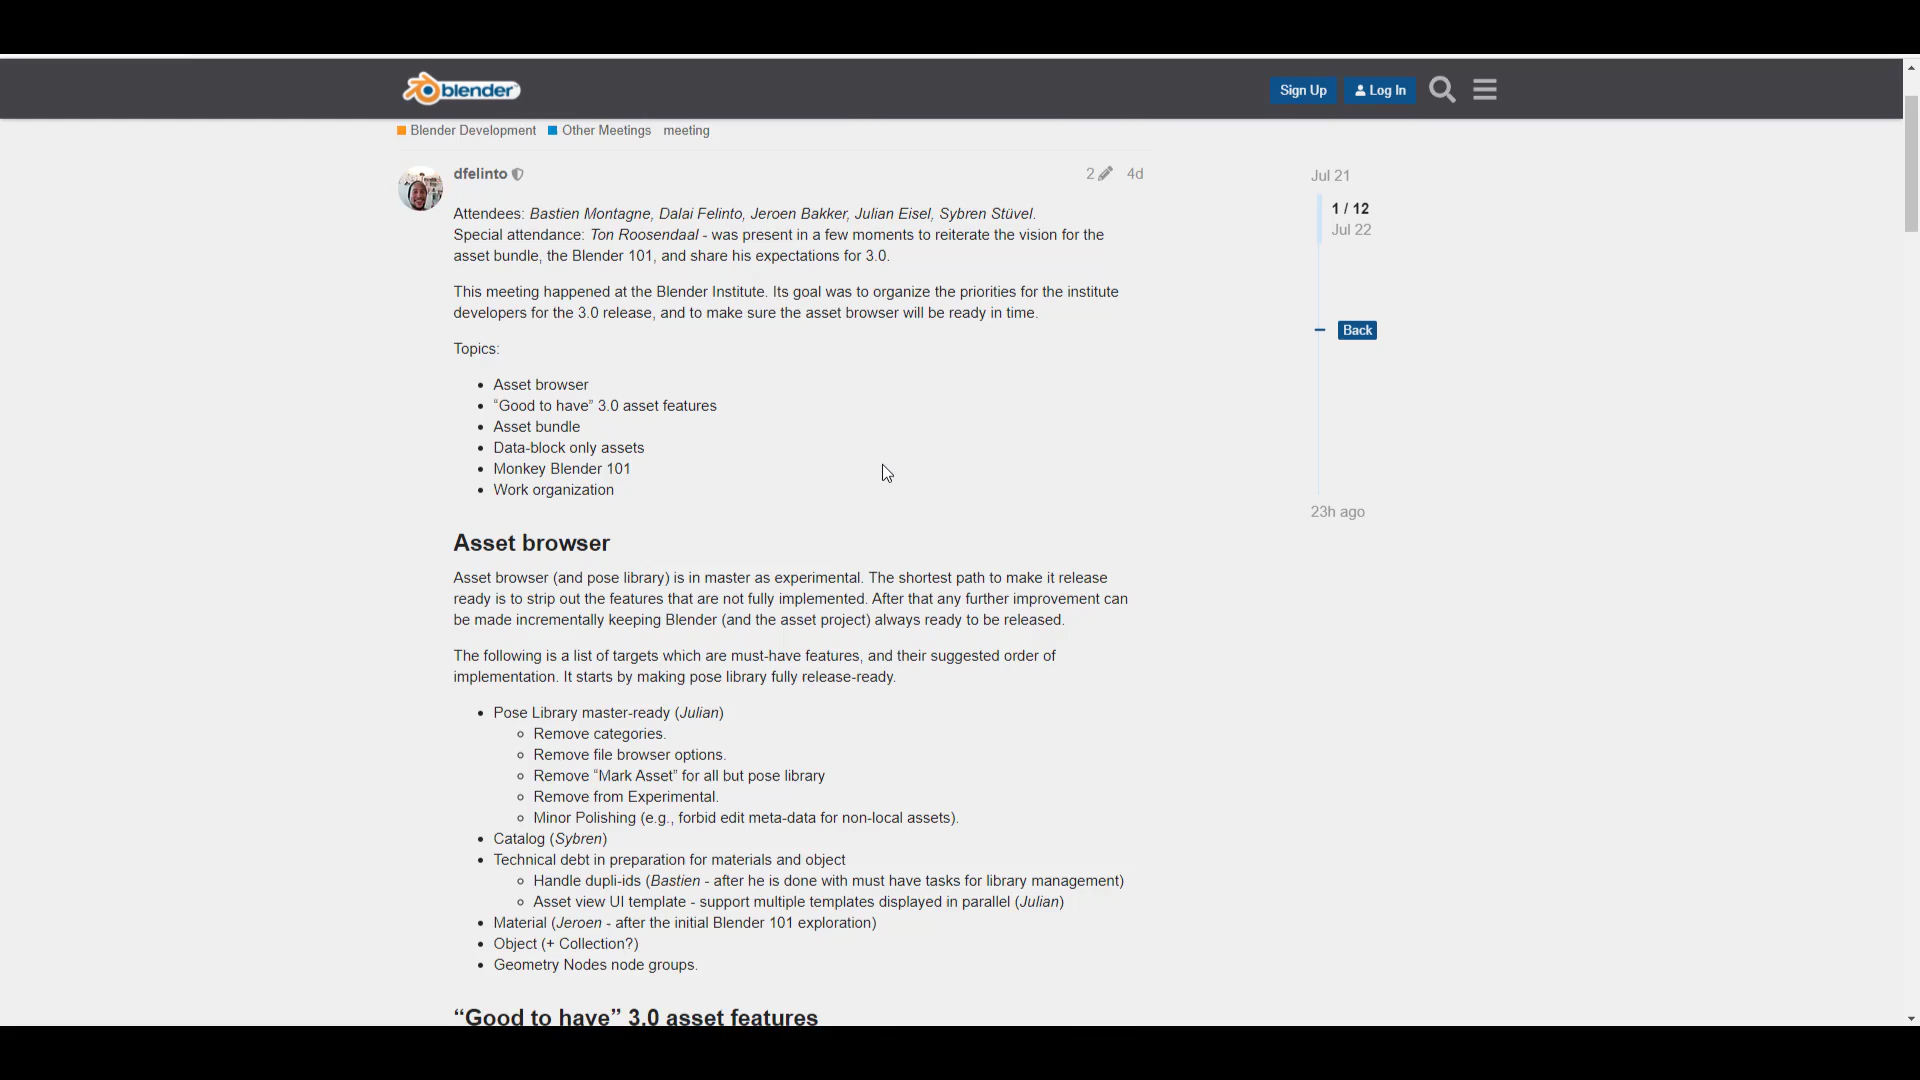 blender
Sign Up
Log In
Blender Development Other Meetings meeting
dfelinto
2 4d
Attendees: Bastien Montagne, Dalai Felinto, Jeroen Bakker, Julian Eisel, Sybren Stüvel.
Special attendance: Ton Roosendaal - was present in a few moments to reiterate the vision for the
asset bundle, the Blender 101, and share his expectations for 3.0.
This meeting happened at the Blender Institute. Its goal was to organize the priorities for the institute
developers for the 3.0 release, and to make sure the asset browser will be ready in time.
Topics:
Asset browser
“Good to have” 3.0 asset features
Asset bundle
Data-block only assets
Monkey Blender 101
Work organization
Asset browser
Asset browser (and pose library) is in master as experimental. The shortest path to make it release
ready is to strip out the features that are not fully implemented. After that any further improvement can
be made incrementally keeping Blender (and the asset project) always ready to be released.
The following is a list of targets which are must-have features, and their suggested order of
implementation. It starts by making pose library fully release-ready.
Pose Library master-ready (Julian)
Remove categories.
Remove file browser options.
Remove “Mark Asset” for all but pose library
Remove from Experimental.
Minor Polishing (e.g., forbid edit meta-data for non-local assets).
Catalog (Sybren)
Technical debt in preparation for materials and object
Handle dupli-ids (Bastien - after he is done with must have tasks for library management)
Asset view UI template - support multiple templates displayed in parallel (Julian)
Material (Jeroen - after the initial Blender 101 exploration)
Object (+ Collection?)
Geometry Nodes node groups.
“Good to have” 3.0 asset features
Jul 21
1 / 12
Jul 22
Back
23h ago